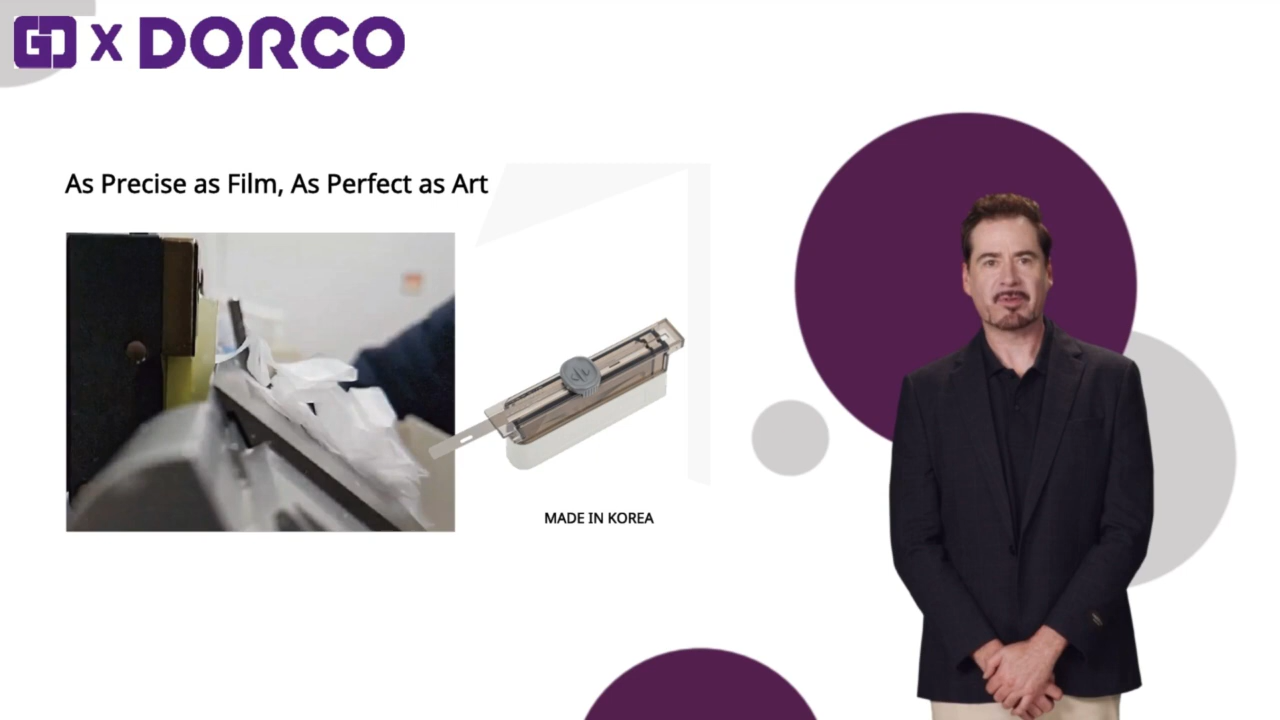 GD x DORCO
As Precise as Film, As Perfect as Art
MADE IN KOREA